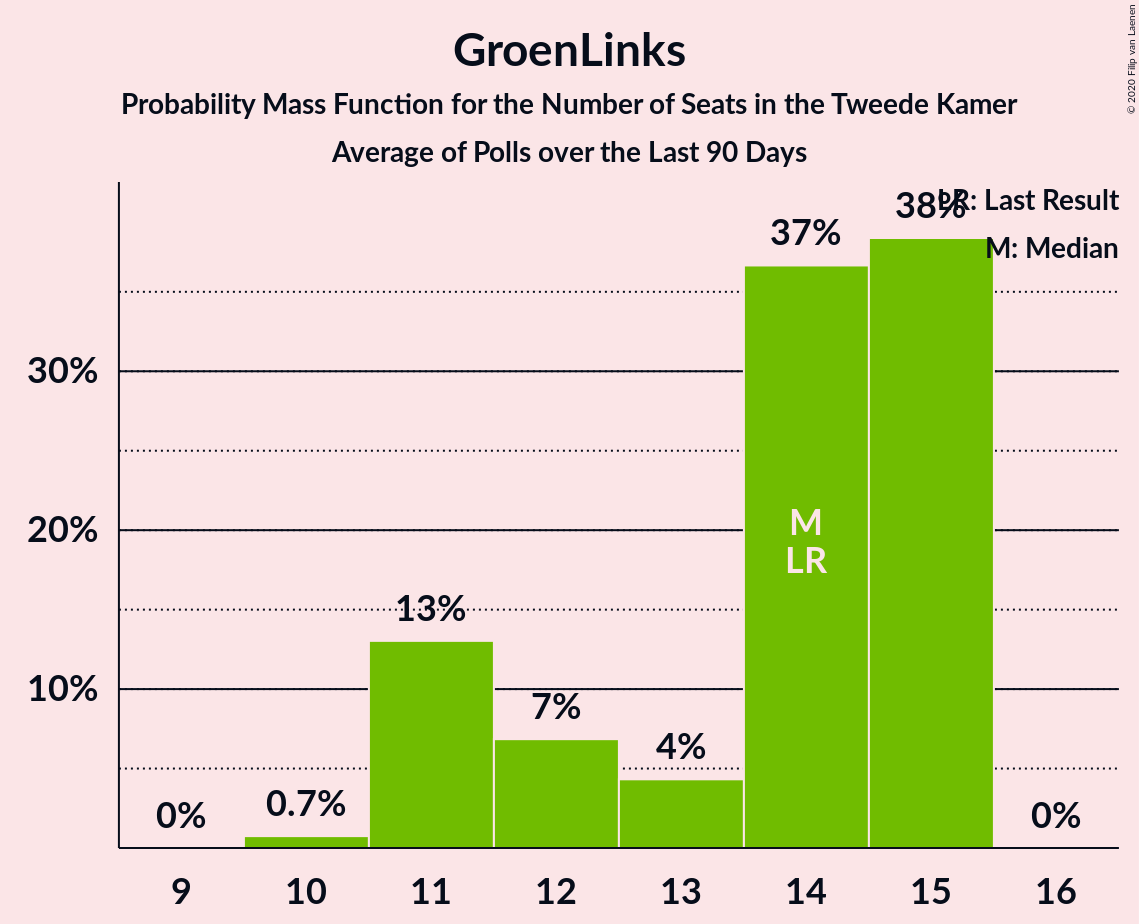 GroenLinks
Probability Mass Function for the Number of Seats in the Tweede Kamer
Average of Polls over the Last 90 Days
© 2020 Filip van Laenen
LR: Last Result
M: Median
38%
37%
30%
20%
10%
M
LR
13%
7%
4%
0.7%
0%
0%
9 10 11 12 13 14 15 16